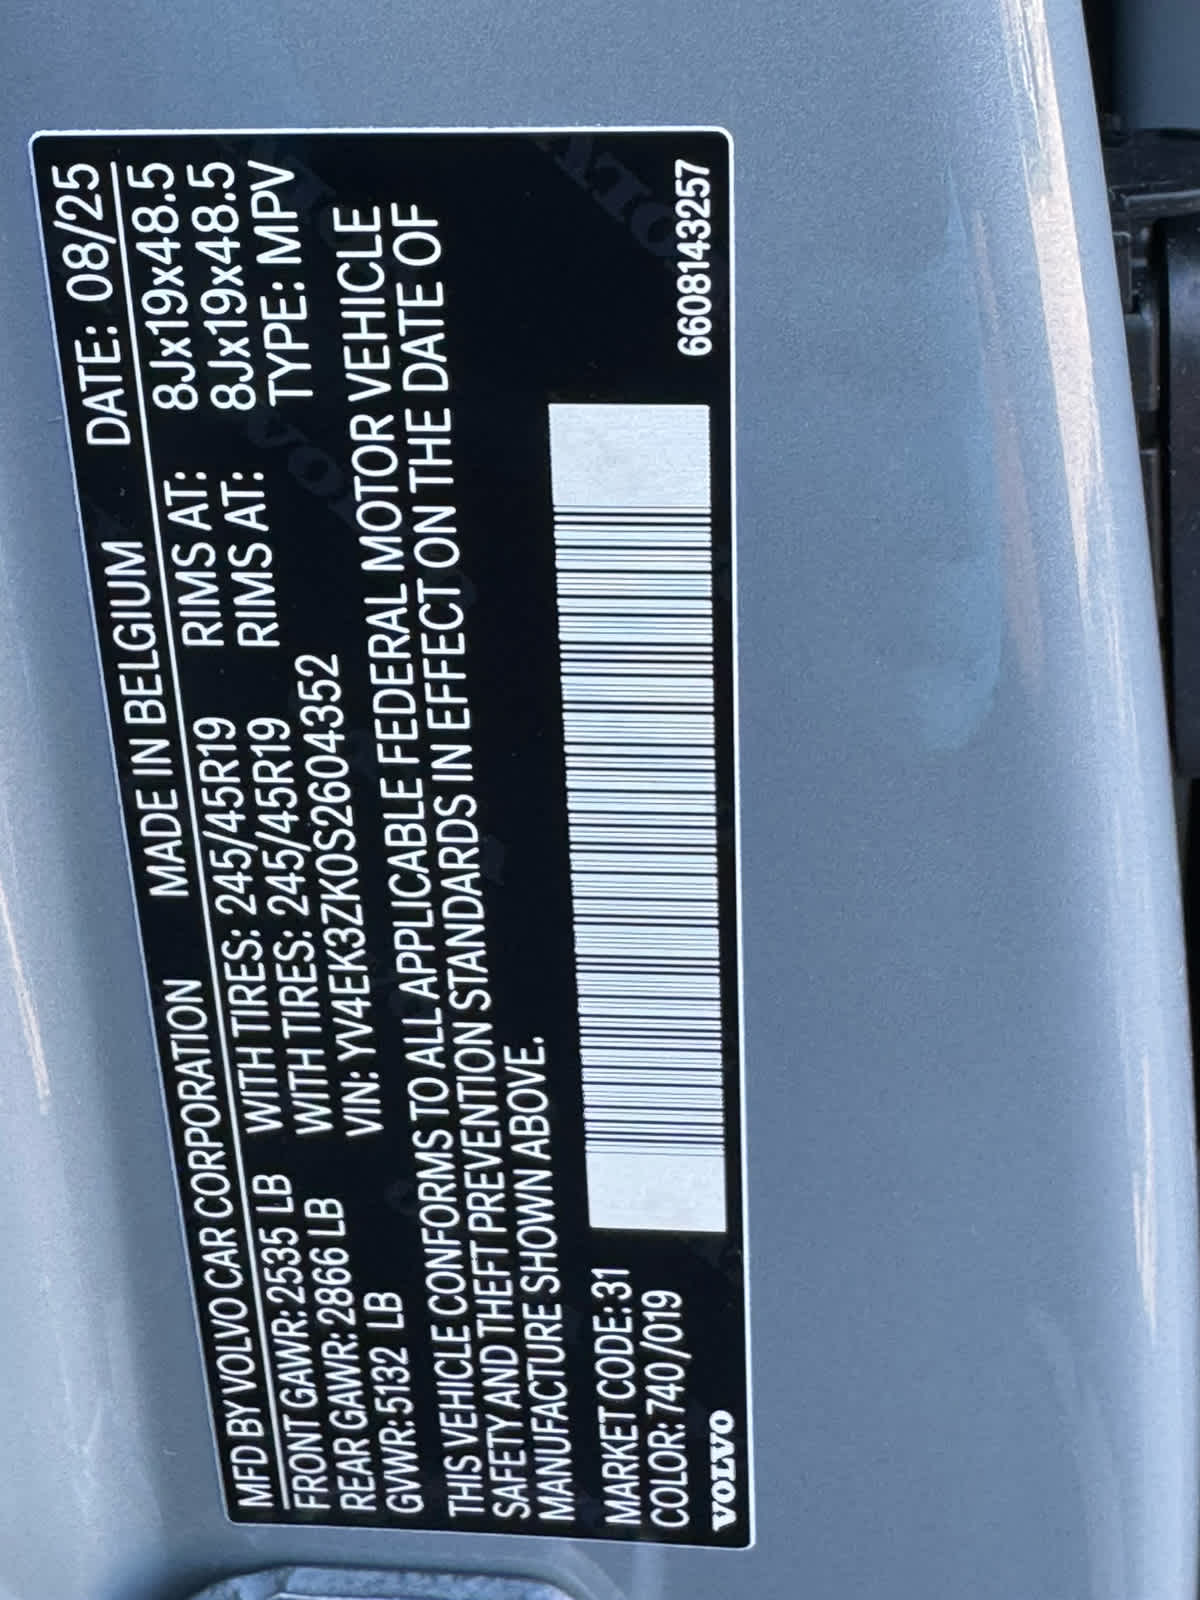 MFD BY VOLVO CAR CORPORATION MADE IN BELGIUM DATE: 08/25
FRONT GAWR: 2535 LB WITH TIRES: 245/45R19 RIMS AT: 8Jx19x48.5
REAR GAWR: 2866 LB WITH TIRES: 245/45R19 RIMS AT: 8Jx19x48.5
GVWR: 5132 LB VIN: YV4EK3ZK0S2604352 TYPE: MPV
THIS VEHICLE CONFORMS TO ALL APPLICABLE FEDERAL MOTOR VEHICLE
SAFETY AND THEFT PREVENTION STANDARDS IN EFFECT ON THE DATE OF
MANUFACTURE SHOWN ABOVE.
MARKET CODE: 31
COLOR: 740/019
VOLVO
6608143257